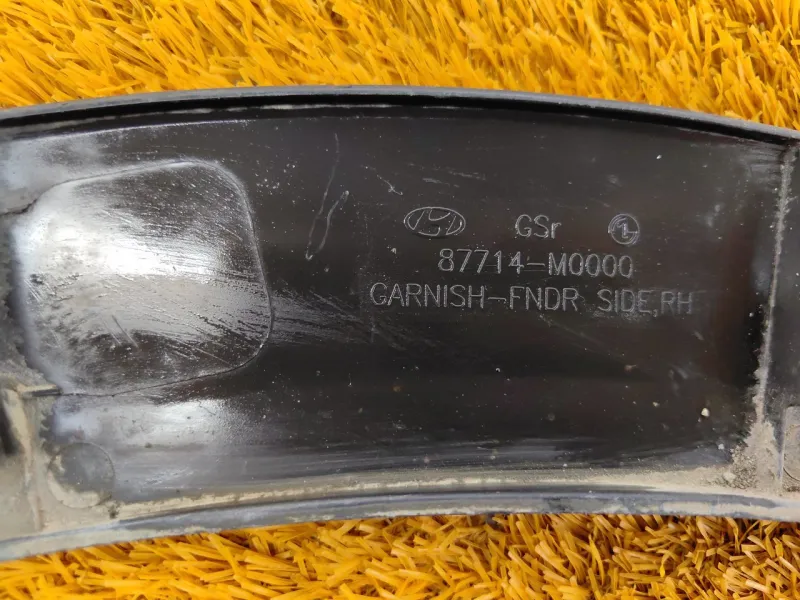 GSr
87714-M0000
GARNISH-FNDR SIDE,RH